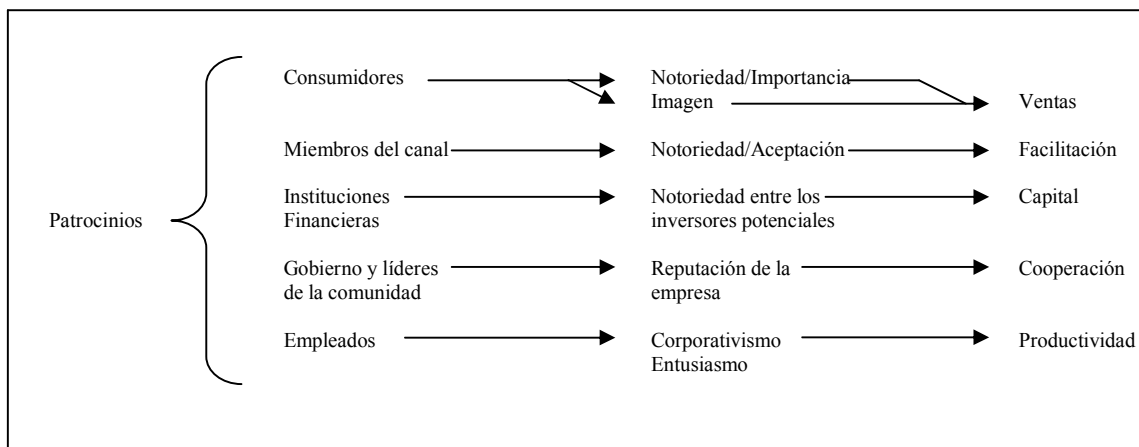 Patrocinios
Consumidores
Notoriedad/Importancia
Imagen
Ventas
Miembros del canal
Notoriedad/Aceptación
Facilitación
Instituciones
Financieras
Notoriedad entre los
inversores potenciales
Capital
Gobierno y líderes
de la comunidad
Reputación de la
empresa
Cooperación
Empleados
Corporativismo
Entusiasmo
Productividad